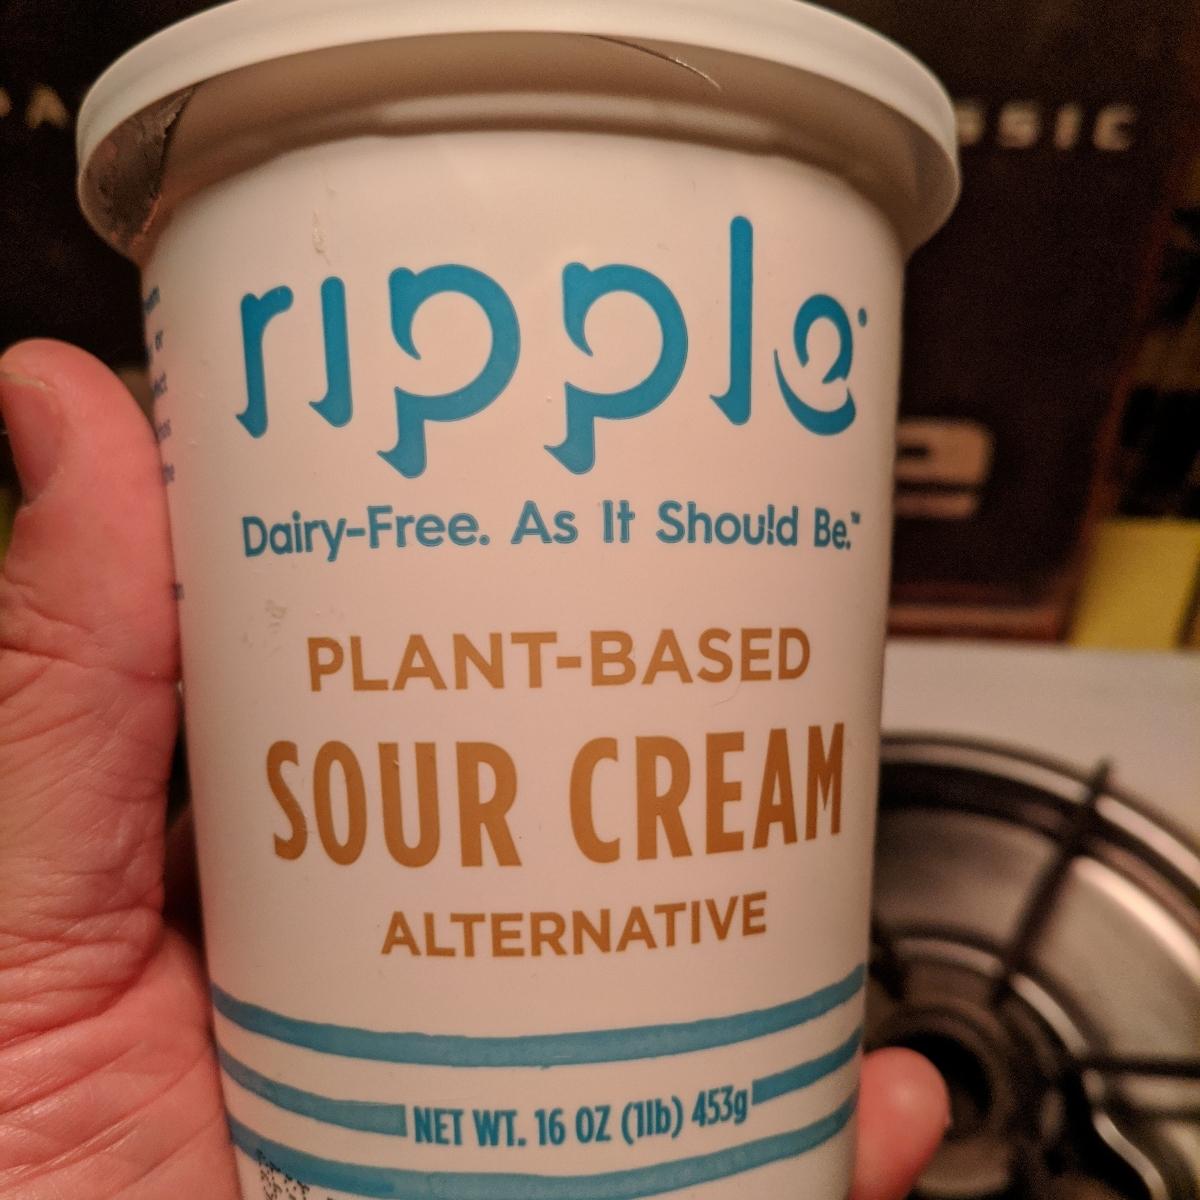 SSIC
ripple
Dairy-Free. As It Should Be.™
PLANT-BASED
SOUR CREAM
ALTERNATIVE
NET WT. 16 OZ (1lb) 453g